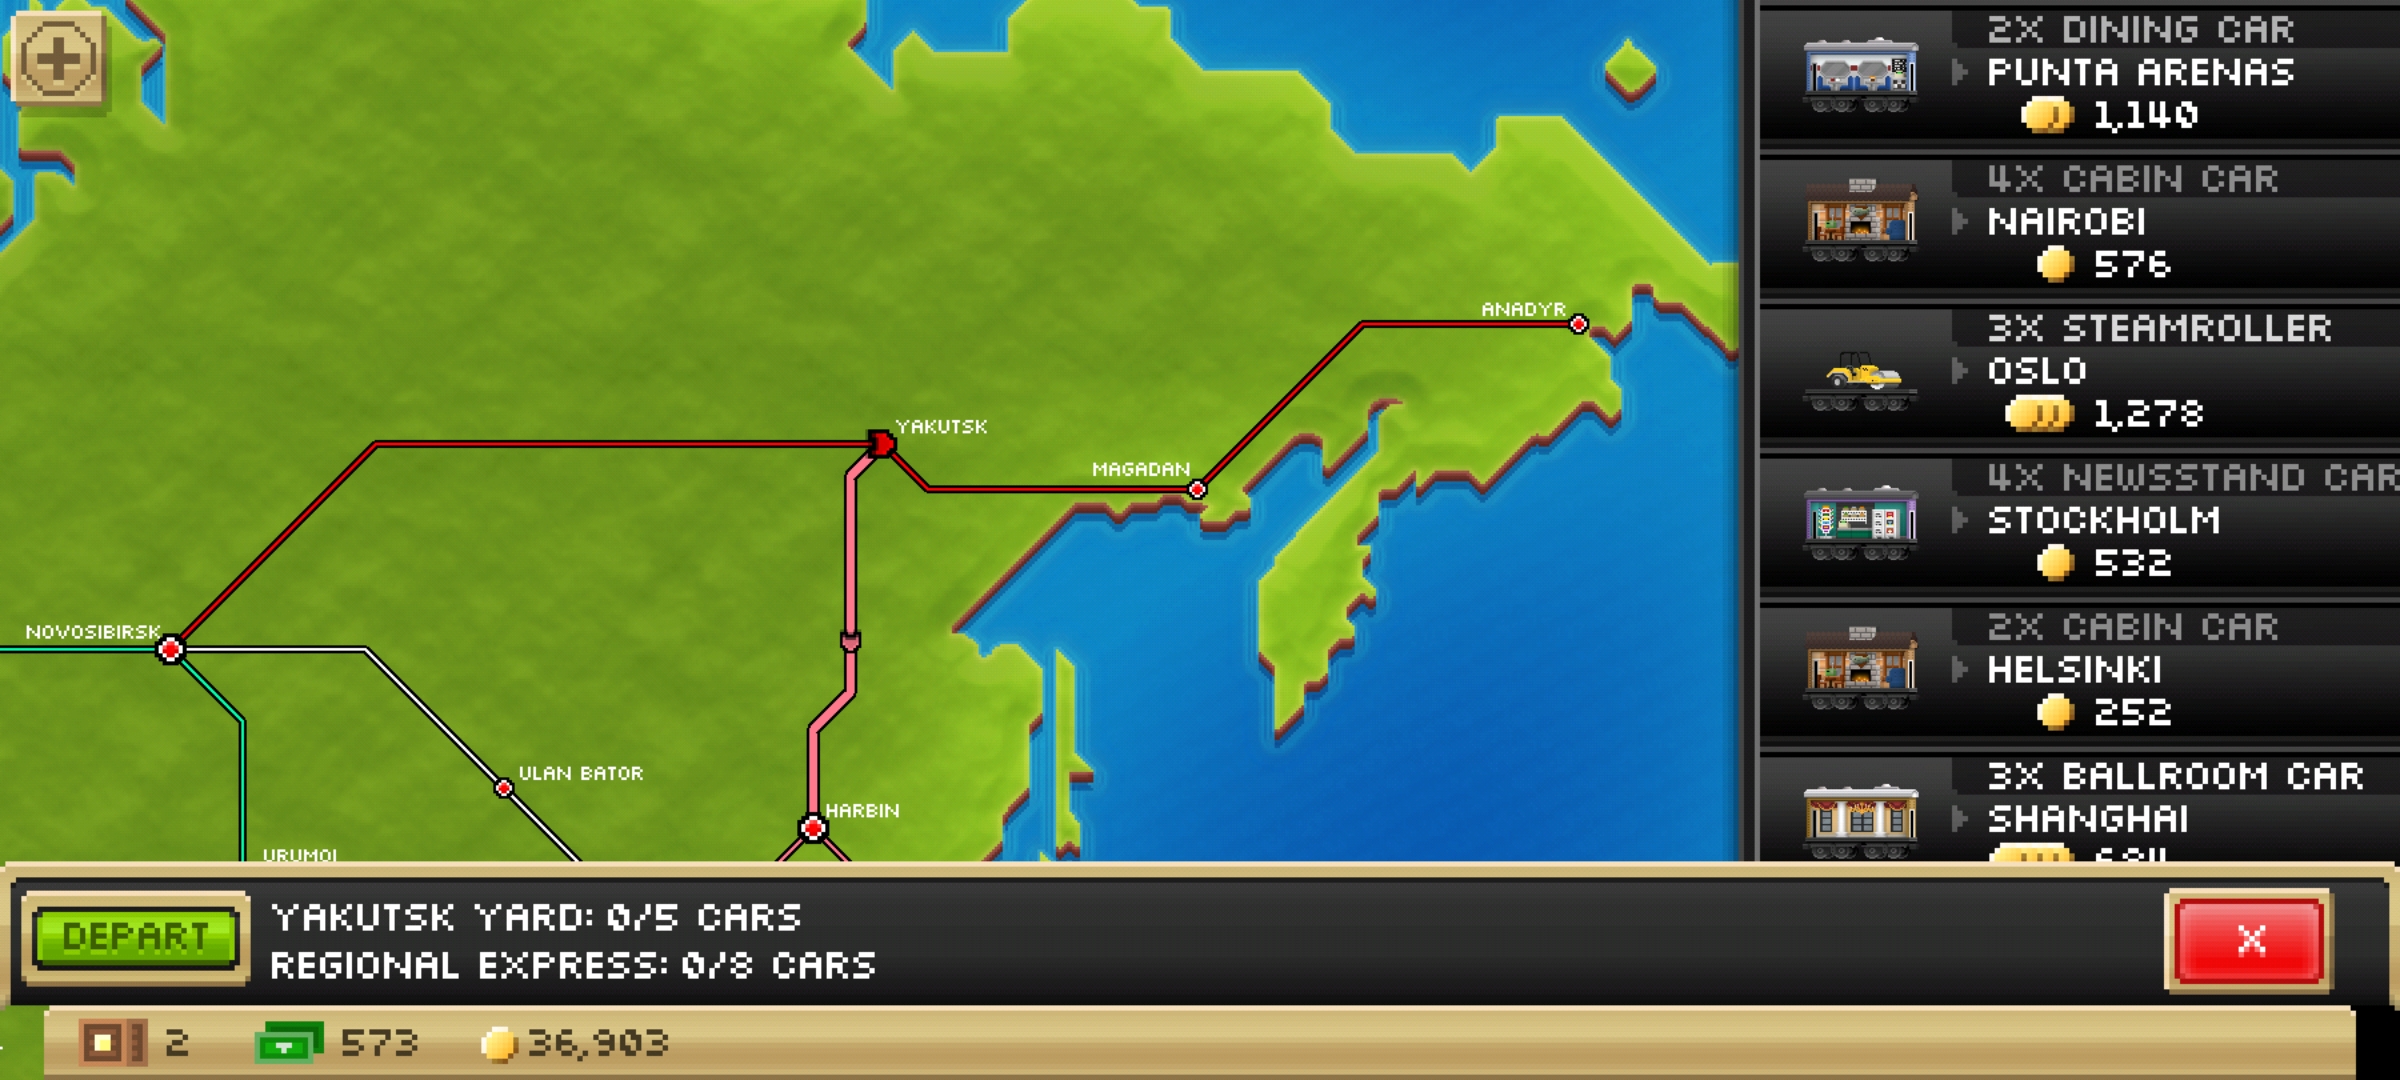 2X DINING CAR
PUNTA ARENAS
1,140
4X CABIN CAR
NAIROBI
576
3X STEAMROLLER
OSLO
1,278
4X NEWSSTAND CAR
STOCKHOLM
532
2X CABIN CAR
HELSINKI
252
3X BALLROOM CAR
SHANGHAI
ANADYR
YAKUTSK
MAGADAN
NOVOSIBIRSK
ULAN BATOR
HARBIN
DEPART
YAKUTSK YARD: 0/5 CARS
REGIONAL EXPRESS: 0/8 CARS
X
2
573
36,903